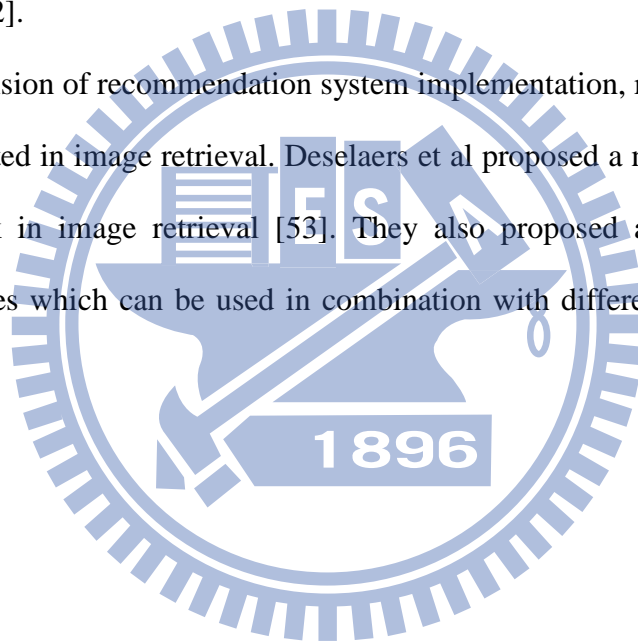 2].
sion of recommendation system implementation, r
ted in image retrieval. Deselaers et al proposed a
in image retrieval [53]. They also proposed a
es which can be used in combination with differe
E S A
1896